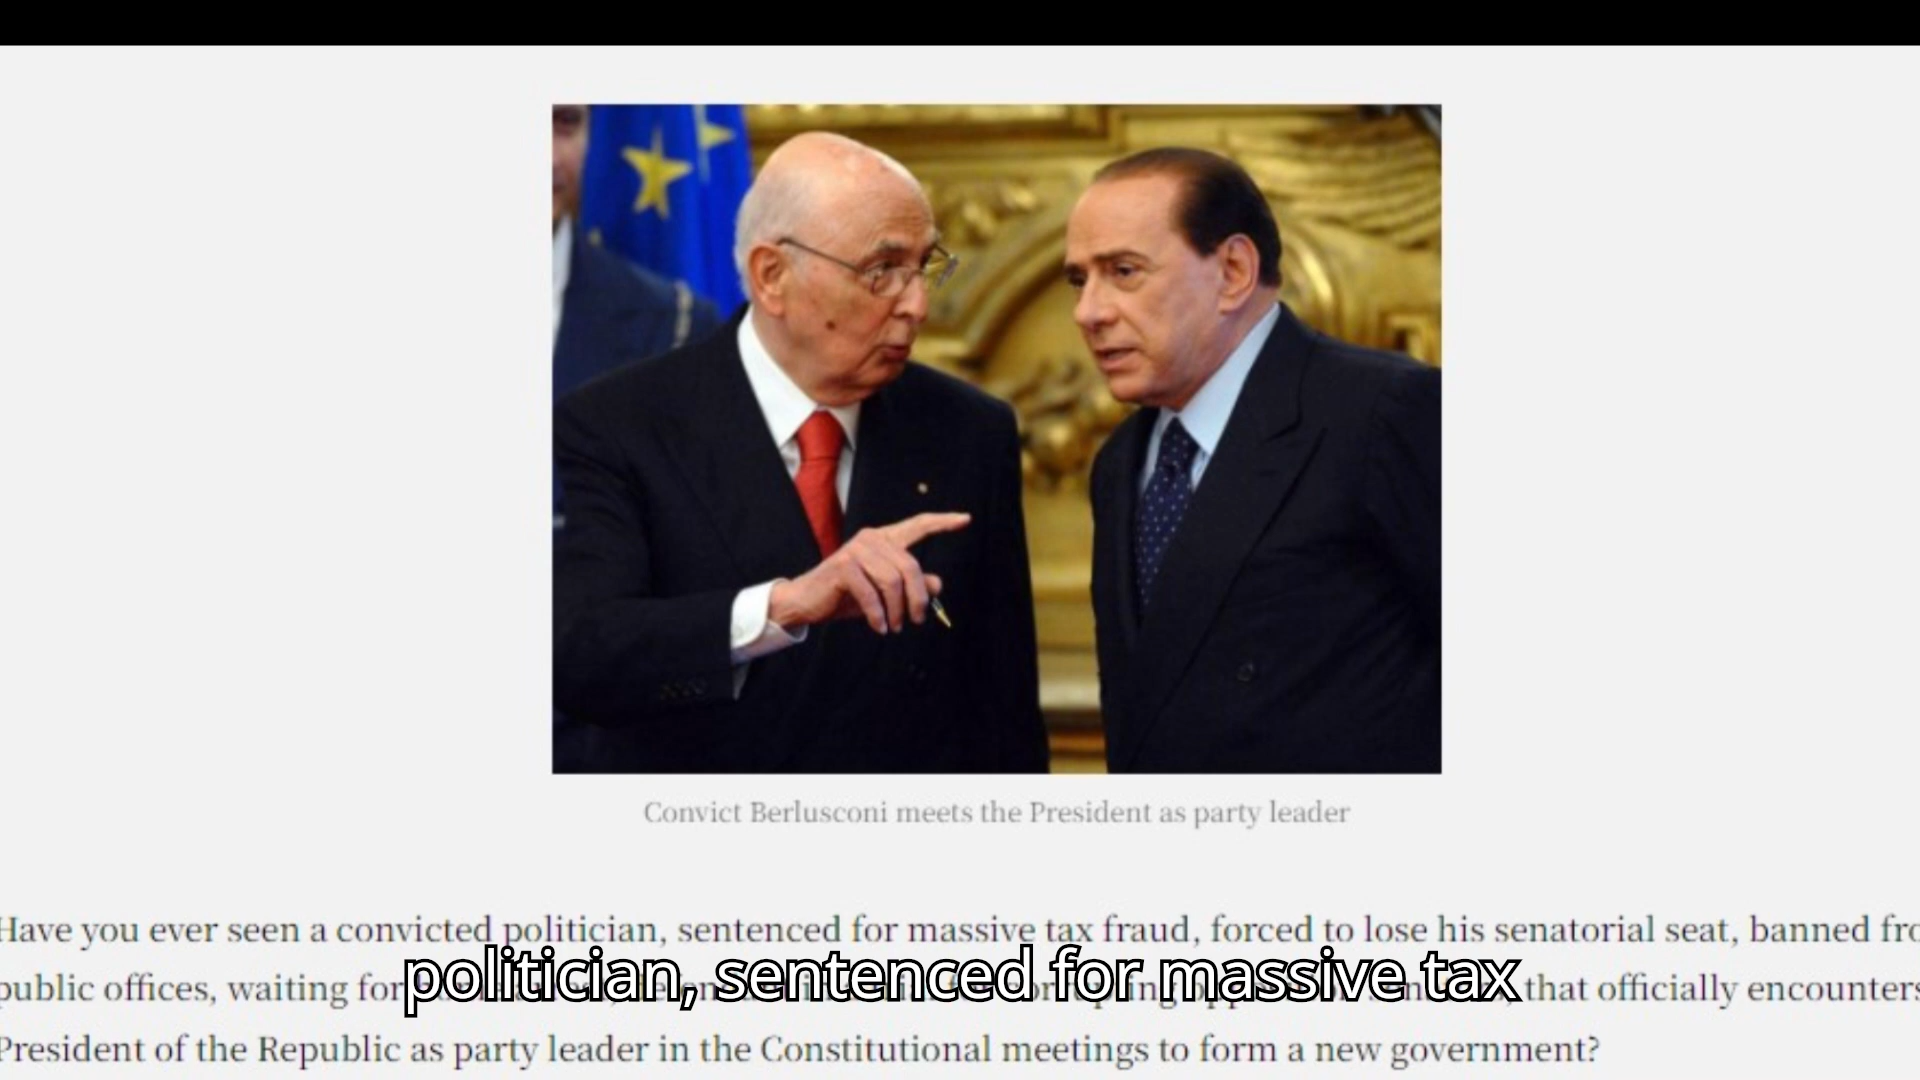 Convict Berlusconi meets the President as party leader
Have you ever seen a convicted politician, sentenced for massive tax fraud, forced to lose his senatorial seat, banned fro
public offices, waiting for that officially encounters
politician, sentenced for massive tax
President of the Republic as party leader in the Constitutional meetings to form a new government?